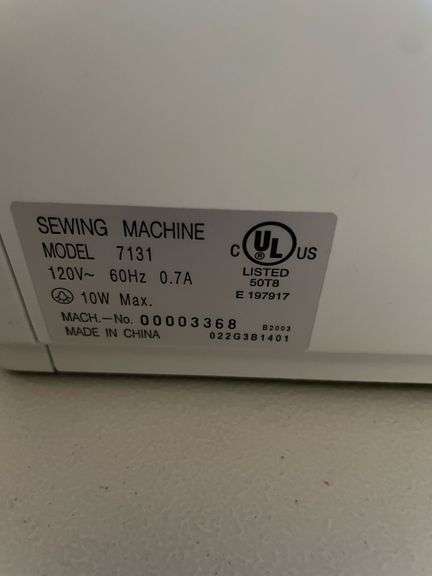 SEWING MACHINE
MODEL 7131
120V~ 60Hz 0.7A
10W Max.
MACH.-No. 00003368
MADE IN CHINA
C UL US
LISTED
50T8
E 197917
B2003
022G3B1401